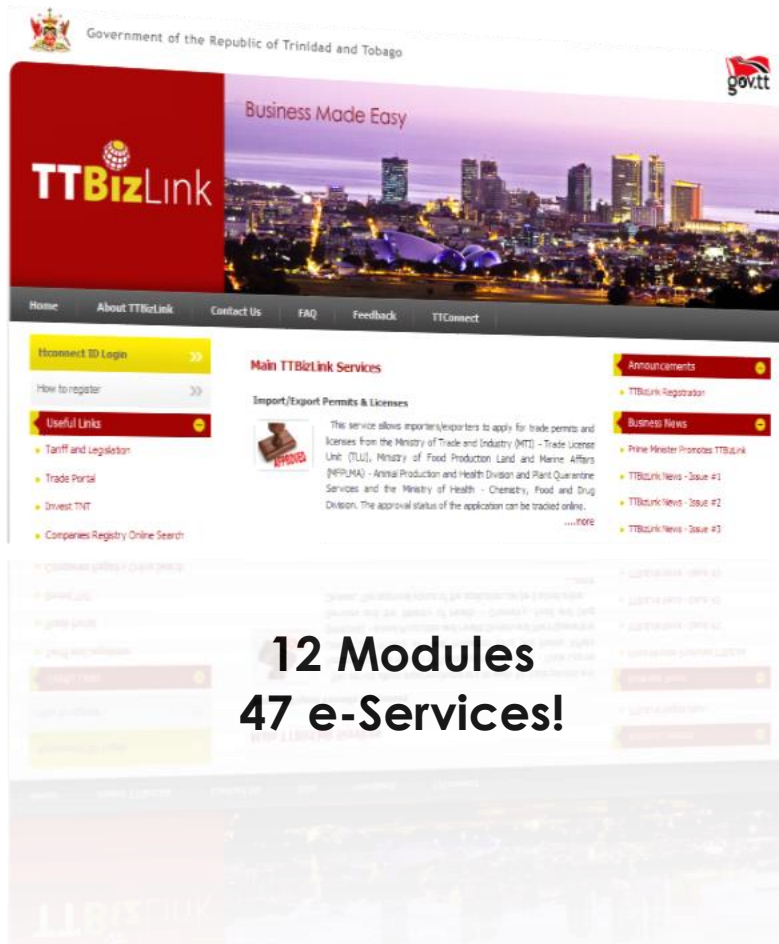 Government of the Republic of Trinidad and Tobago
gov.tt
Business Made Easy
TTBizLink
Home
About TTBizLink
Contact Us
FAQ
Feedback
TTConnect
ttconnect ID Login
How to register
Useful Links
Tariff and Legislation
Trade Portal
Invest TNT
Companies Registry Online Search
Main TTBizLink Services
Import/Export Permits & Licenses
APPROVED
This service allows importers/exporters to apply for trade permits and
licenses from the Ministry of Trade and Industry (MTI) - Trade License
Unit (TLU), Ministry of Food Production Land and Marine Affairs
(MFPLMA) - Animal Production and Health Division and Plant Quarantine
Services and the Ministry of Health - Chemistry, Food and Drug
Division. The approval status of the application can be tracked online.
....more
Announcements
TTBizLink Registration
Business News
Prime Minister Promotes TTBizLink
TTBizLink News - Issue #1
TTBizLink News - Issue #2
TTBizLink News - Issue #3
12 Modules
47 e-Services!